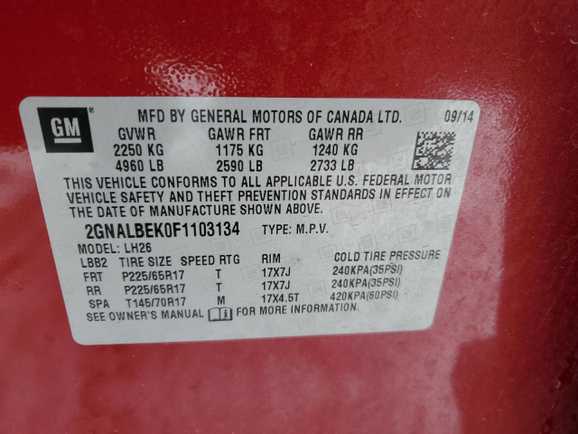 GM
MFD BY GENERAL MOTORS OF CANADA LTD. 09/14
GVWR GAWR FRT GAWR RR
2250 KG 1175 KG 1240 KG
4960 LB 2590 LB 2733 LB
THIS VEHICLE CONFORMS TO ALL APPLICABLE U.S. FEDERAL MOTOR
VEHICLE SAFETY AND THEFT PREVENTION STANDARDS IN EFFECT ON
THE DATE OF MANUFACTURE SHOWN ABOVE.
2GNALBEK0F1103134 TYPE: M.P.V.
MODEL: LH26
LBB2 TIRE SIZE SPEED RTG RIM COLD TIRE PRESSURE
FRT P225/65R17 T 17X7J 240KPA(35PSI)
RR P225/65R17 T 17X7J 240KPA(35PSI)
SPA T145/70R17 M 17X4.5T 420KPA(60PSI)
SEE OWNER'S MANUAL FOR MORE INFORMATION.